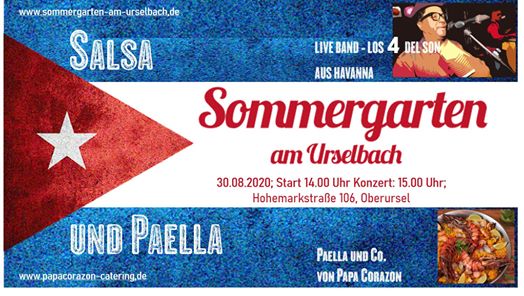 www.sommergarten-am-urselbach.de
Salsa
Live Band - Los 4 del Son
aus Havanna
Sommergarten
am Urselbach
30.08.2020; Start 14.00 Uhr Konzert: 15.00 Uhr;
Hohemarkstraße 106, Oberursel
und Paella
Paella und Co.
von Papa Corazon
www.papacorazon-catering.de